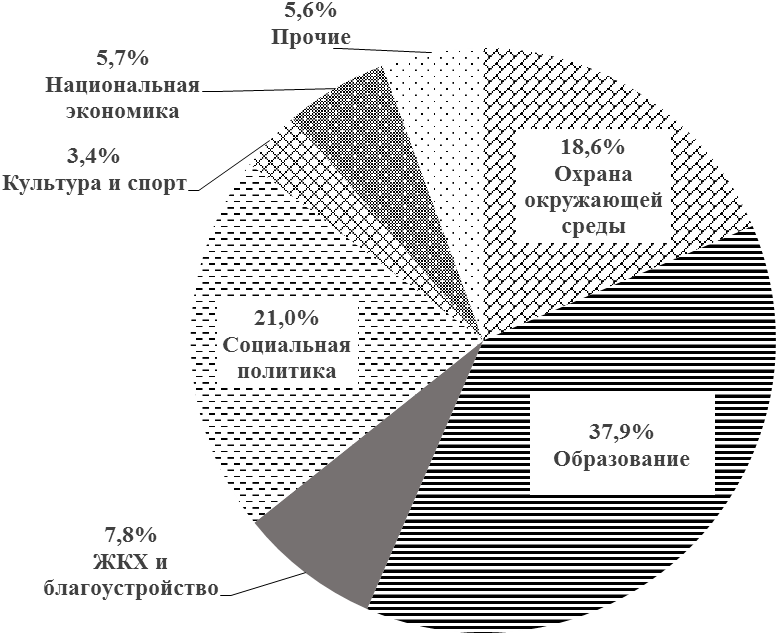 5,6%
Прочие
5,7%
Национальная
экономика
3,4%
Культура и спорт
18,6%
Охрана
окружающей
среды
21,0%
Социальная
политика
37,9%
Образование
7,8%
ЖКХ и
благоустройство